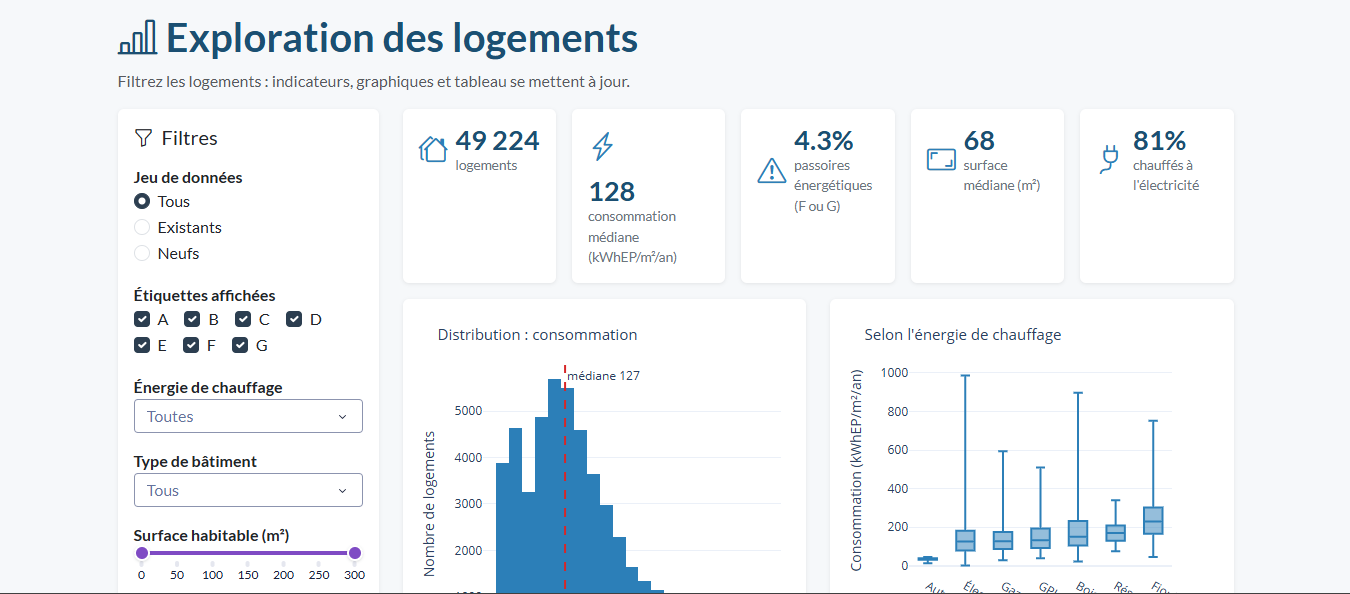 Exploration des logements
Filtrez les logements : indicateurs, graphiques et tableau se mettent à jour.
Filtres
Jeu de données
Tous
Existants
Neufs
Étiquettes affichées
A B C D
E F G
Énergie de chauffage
Toutes
Type de bâtiment
Tous
Surface habitable (m²)
0 50 100 150 200 250 300
49 224
logements
128
consommation
médiane
(kWhEP/m²/an)
4.3%
passoires
énergétiques
(F ou G)
68
surface
médiane (m²)
81%
chauffés à
l'électricité
Distribution : consommation
médiane 127
Nombre de logements
5000
4000
3000
2000
Selon l'énergie de chauffage
Consommation (kWhEP/m²/an)
1000
800
600
400
200
0